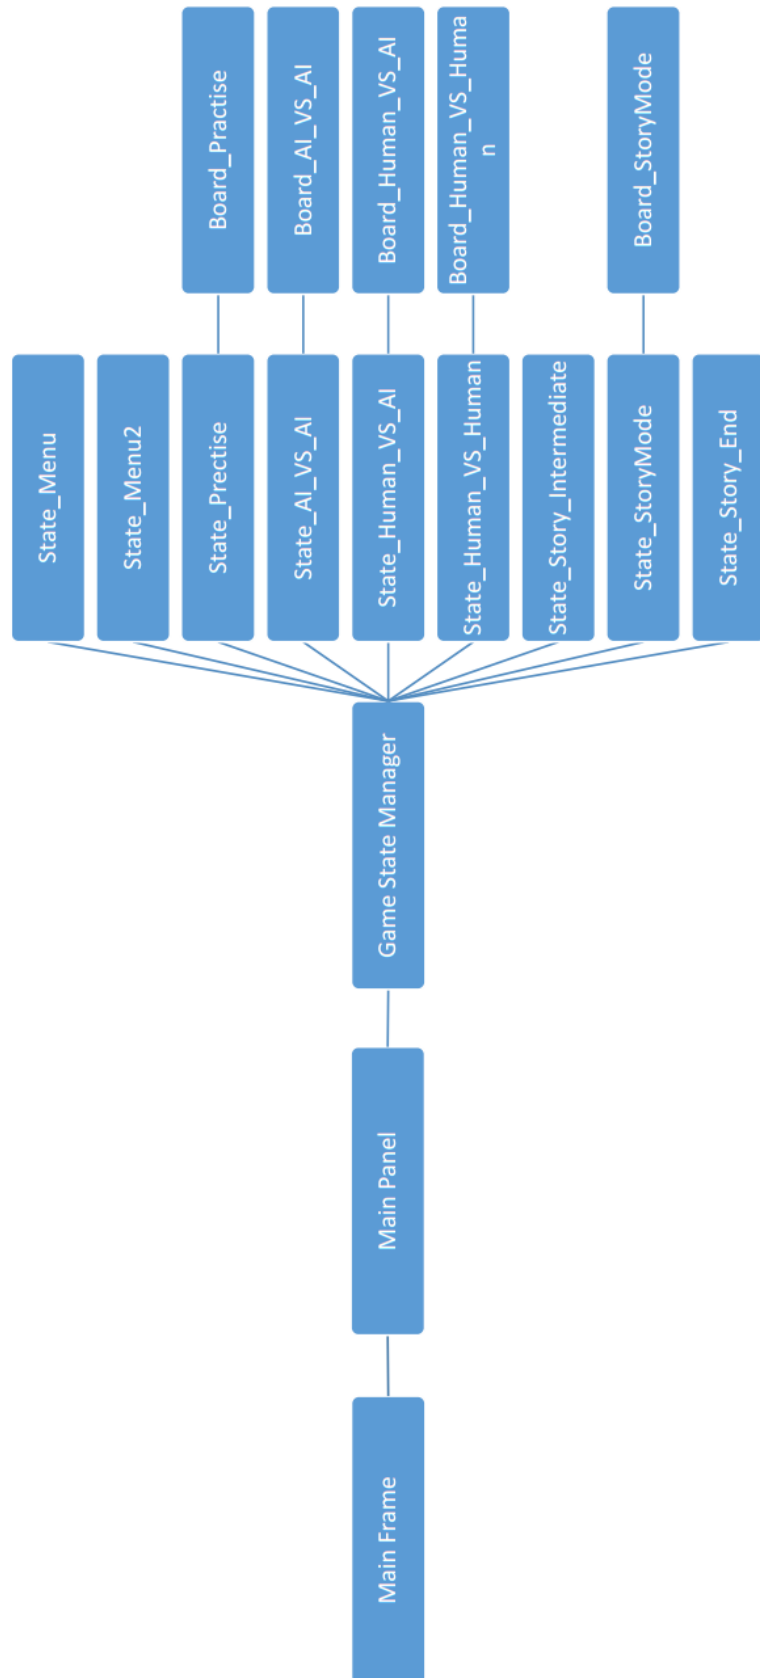 Main Frame
Main Panel
Game State Manager
State_Menu
State_Menu2
State_Prectise
Board_Practise
State_AI_VS_AI
Board_AI_VS_AI
State_Human_VS_AI
Board_Human_VS_AI
State_Human_VS_Human
Board_Human_VS_Huma
n
State_Story_Intermediate
State_StoryMode
Board_StoryMode
State_Story_End